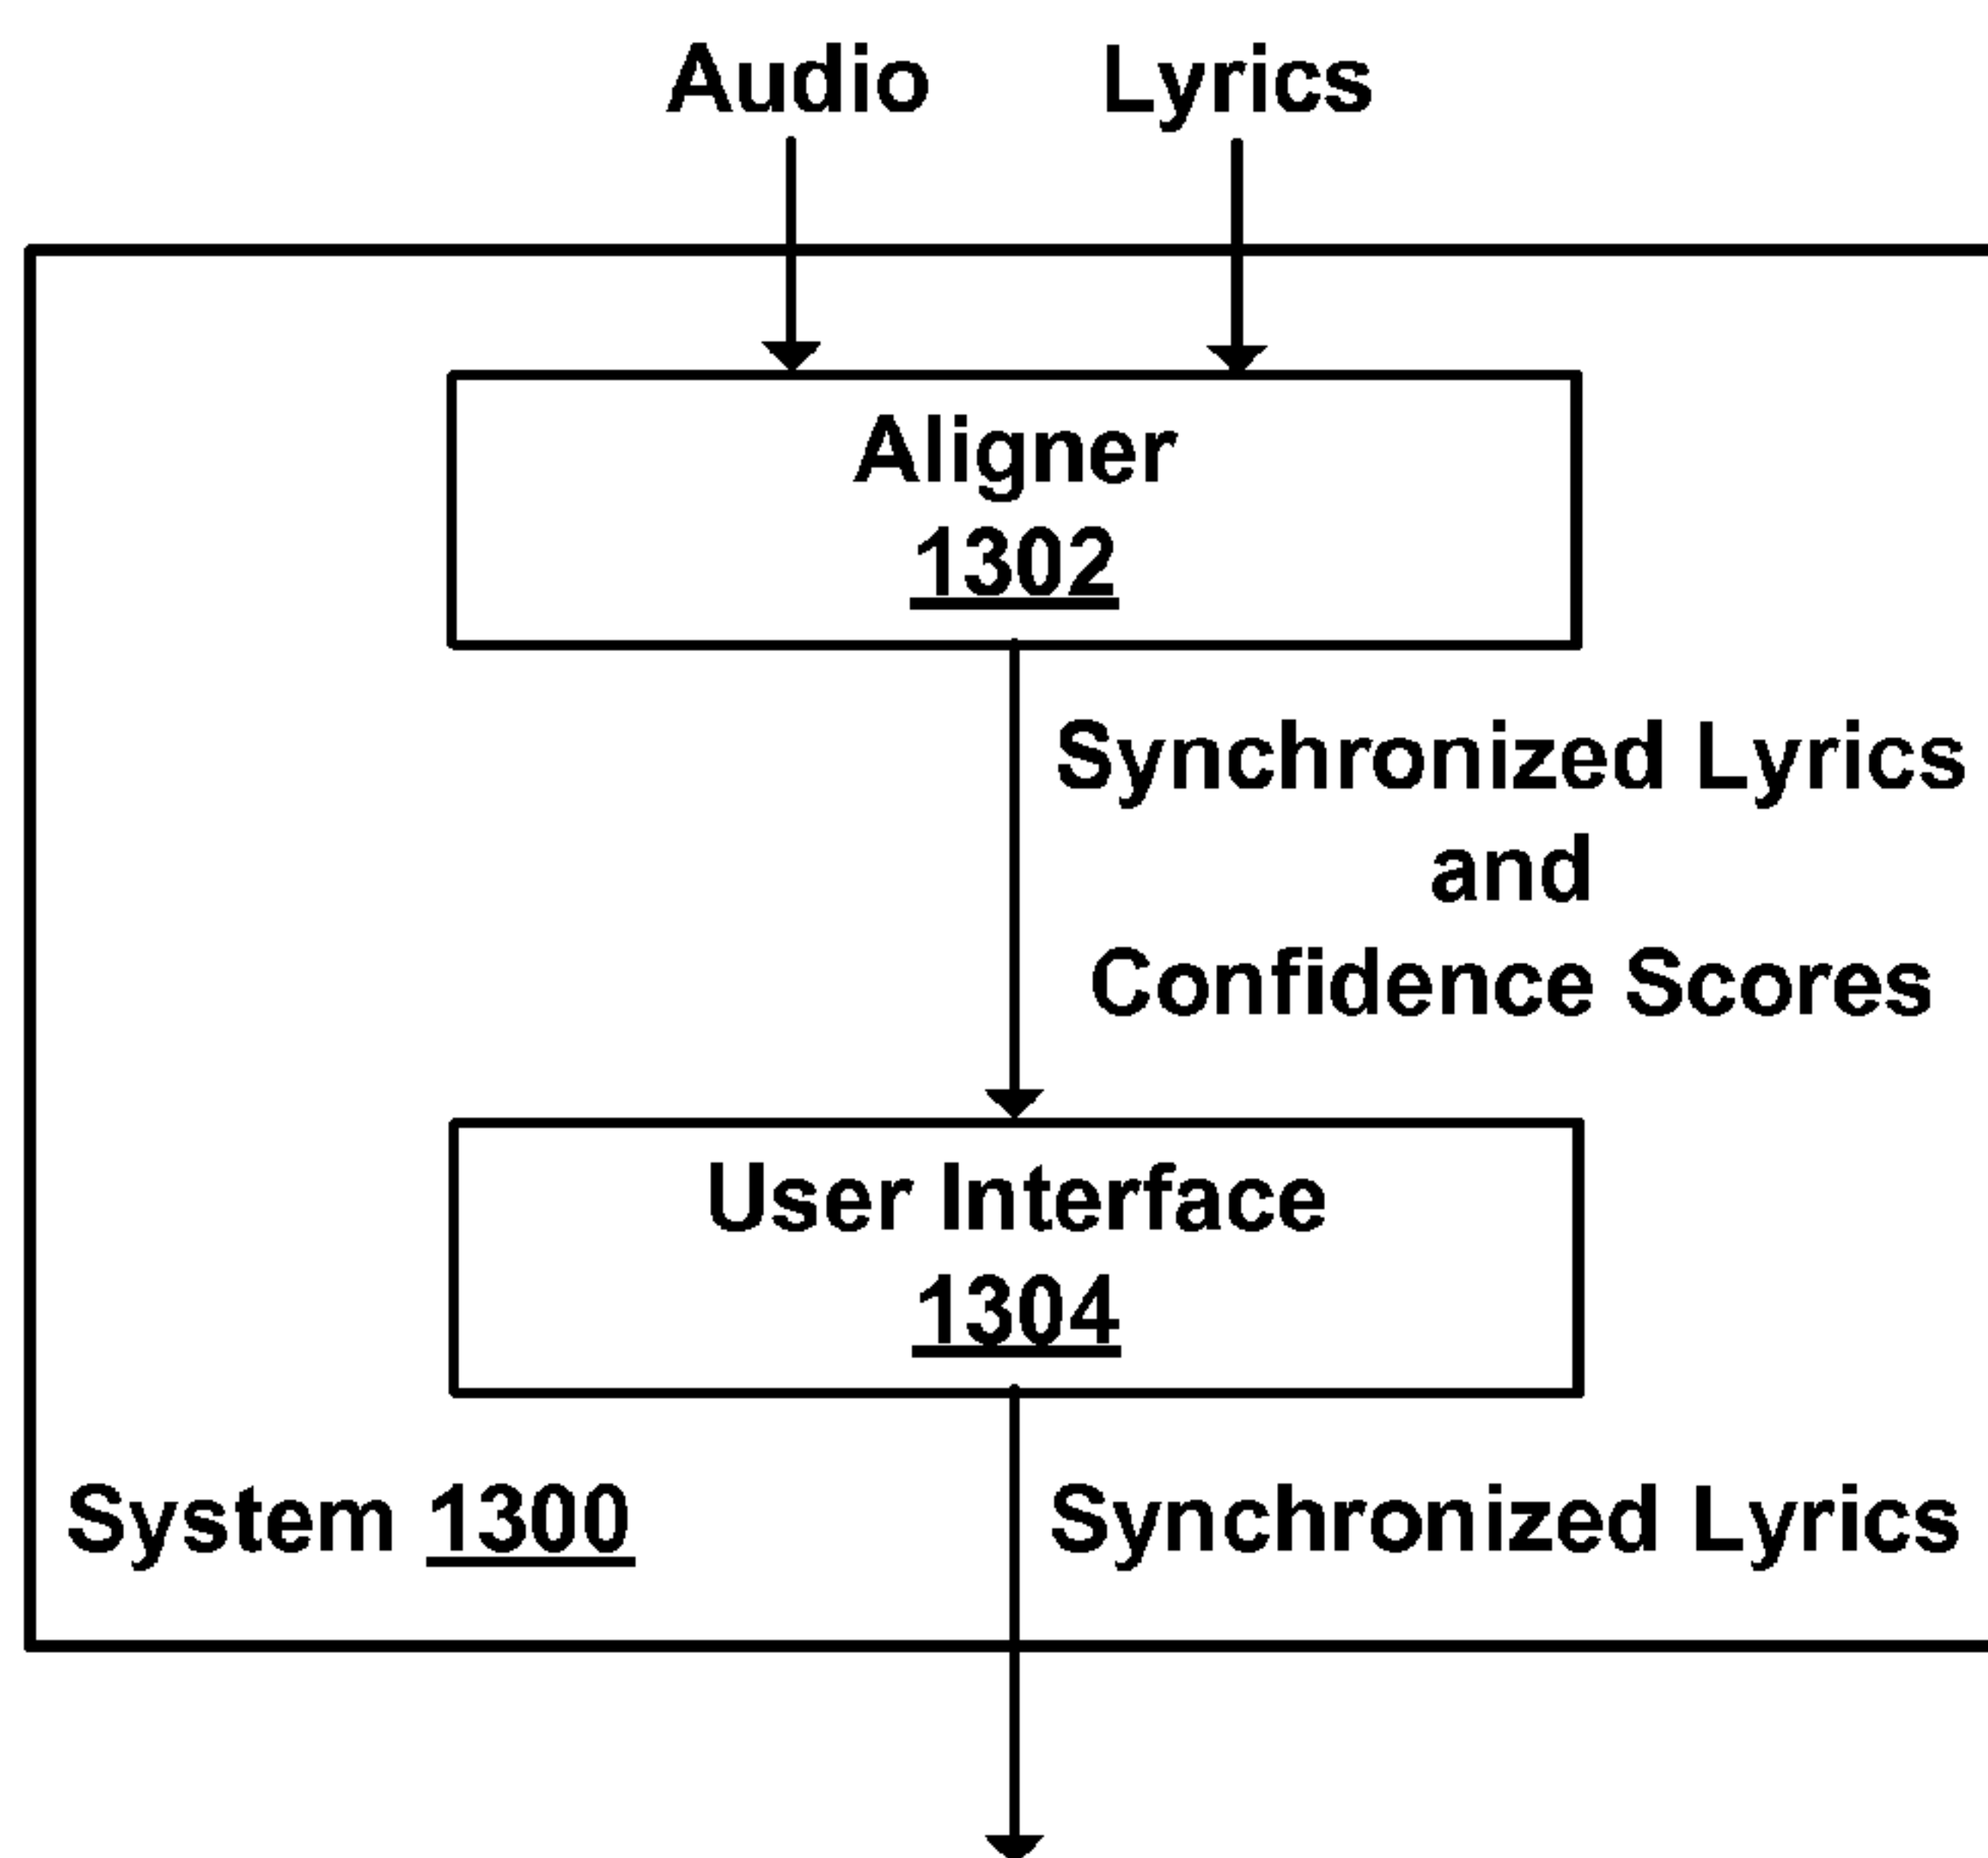 Audio Lyrics
Aligner
1302
Synchronized Lyrics
and
Confidence Scores
User Interface
1304
System 1300 Synchronized Lyrics